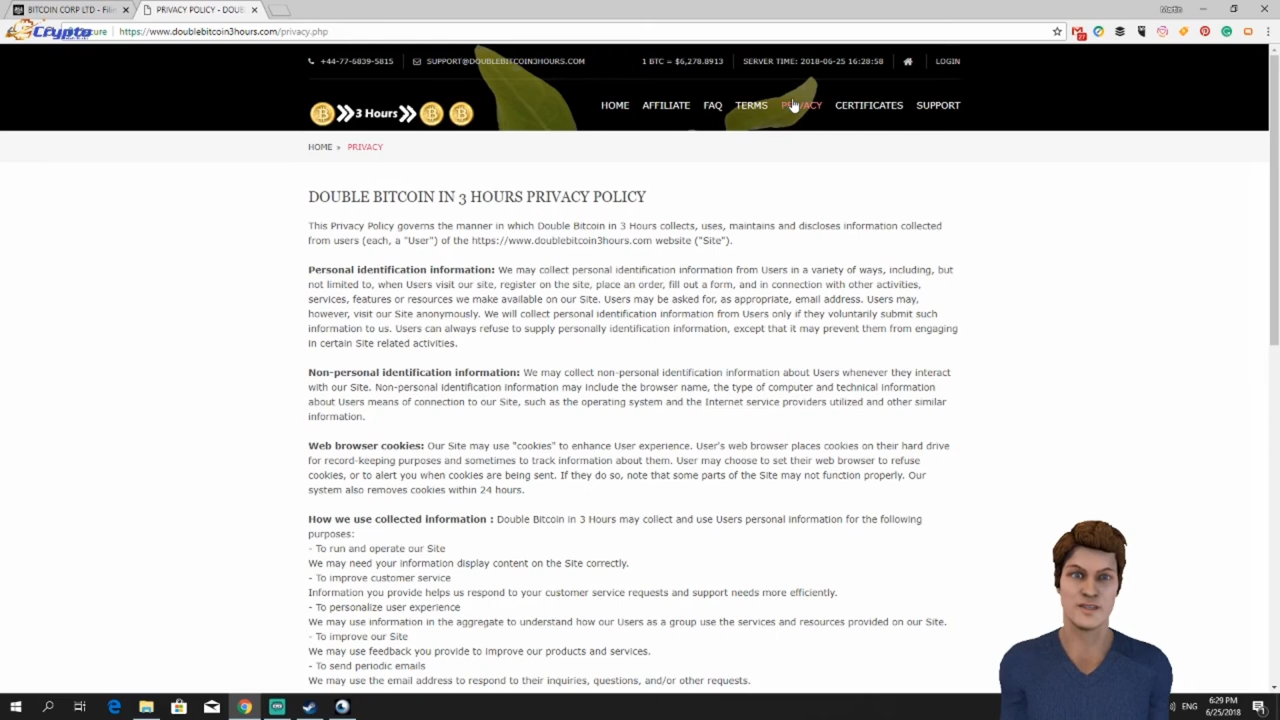 BITCOIN CORP LTD - Fili
PRIVACY POLICY - DOUB
Crypto
https://www.doublebitcoin3hours.com/privacy.php
27
+44-77-6839-5815
SUPPORT@DOUBLEBITCOIN3HOURS.COM
1 BTC = $6,278.8913
SERVER TIME: 2018-06-25 16:28:58
LOGIN
3 Hours
HOME AFFILIATE FAQ TERMS PRIVACY CERTIFICATES SUPPORT
HOME » PRIVACY
DOUBLE BITCOIN IN 3 HOURS PRIVACY POLICY
This Privacy Policy governs the manner in which Double Bitcoin in 3 Hours collects, uses, maintains and discloses information collected
from users (each, a "User") of the https://www.doublebitcoin3hours.com website ("Site").
Personal identification information: We may collect personal identification information from Users in a variety of ways, including, but
not limited to, when Users visit our site, register on the site, place an order, fill out a form, and in connection with other activities,
services, features or resources we make available on our Site. Users may be asked for, as appropriate, email address. Users may,
however, visit our Site anonymously. We will collect personal identification information from Users only if they voluntarily submit such
information to us. Users can always refuse to supply personally identification information, except that it may prevent them from engaging
in certain Site related activities.
Non-personal identification information: We may collect non-personal identification information about Users whenever they interact
with our Site. Non-personal identification information may include the browser name, the type of computer and technical information
about Users means of connection to our Site, such as the operating system and the Internet service providers utilized and other similar
information.
Web browser cookies: Our Site may use "cookies" to enhance User experience. User's web browser places cookies on their hard drive
for record-keeping purposes and sometimes to track information about them. User may choose to set their web browser to refuse
cookies, or to alert you when cookies are being sent. If they do so, note that some parts of the Site may not function properly. Our
system also removes cookies within 24 hours.
How we use collected information : Double Bitcoin in 3 Hours may collect and use Users personal information for the following
purposes:
- To run and operate our Site
We may need your information display content on the Site correctly.
- To improve customer service
Information you provide helps us respond to your customer service requests and support needs more efficiently.
- To personalize user experience
We may use information in the aggregate to understand how our Users as a group use the services and resources provided on our Site.
- To improve our Site
We may use feedback you provide to improve our products and services.
- To send periodic emails
We may use the email address to respond to their inquiries, questions, and/or other requests.
ENG
6:29 PM
6/25/2018